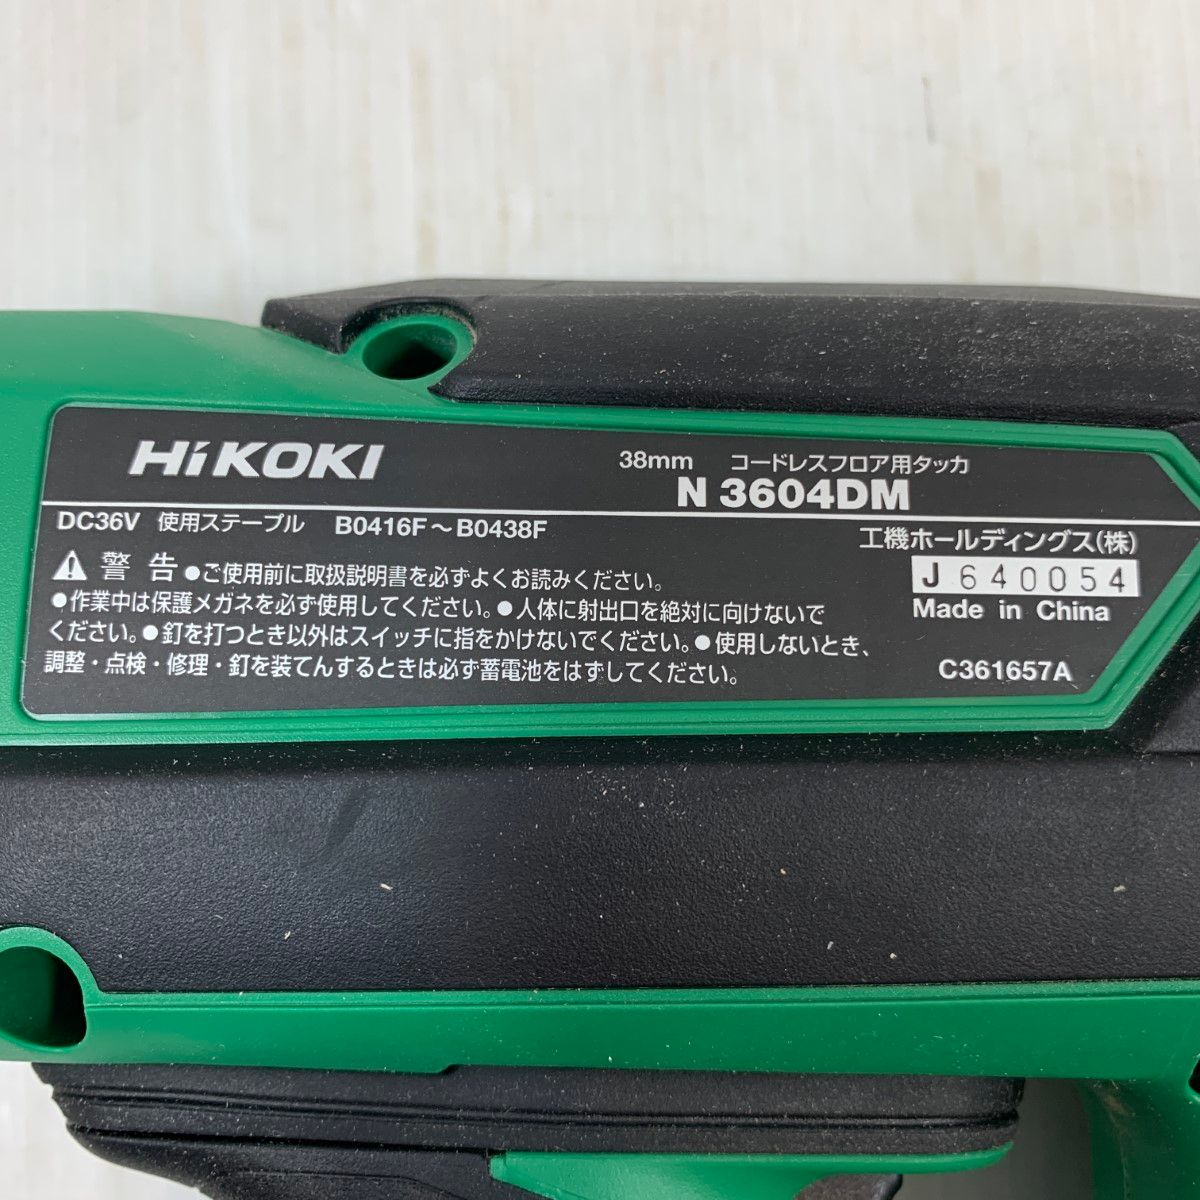 HiKOKI
38mm コードレスフロア用タッカ
N 3604DM
DC36V 使用ステープル B0416F～B0438F
工機ホールディングス(株)
J640054
Made in China
警告 ●ご使用前に取扱説明書を必ずよくお読みください。
●作業中は保護メガネを必ず使用してください。●人体に射出口を絶対に向けないで
ください。●釘を打つとき以外はスイッチに指をかけないでください。●使用しないとき、
調整・点検・修理・釘を装てんするときは必ず蓄電池をはずしてください。
C361657A